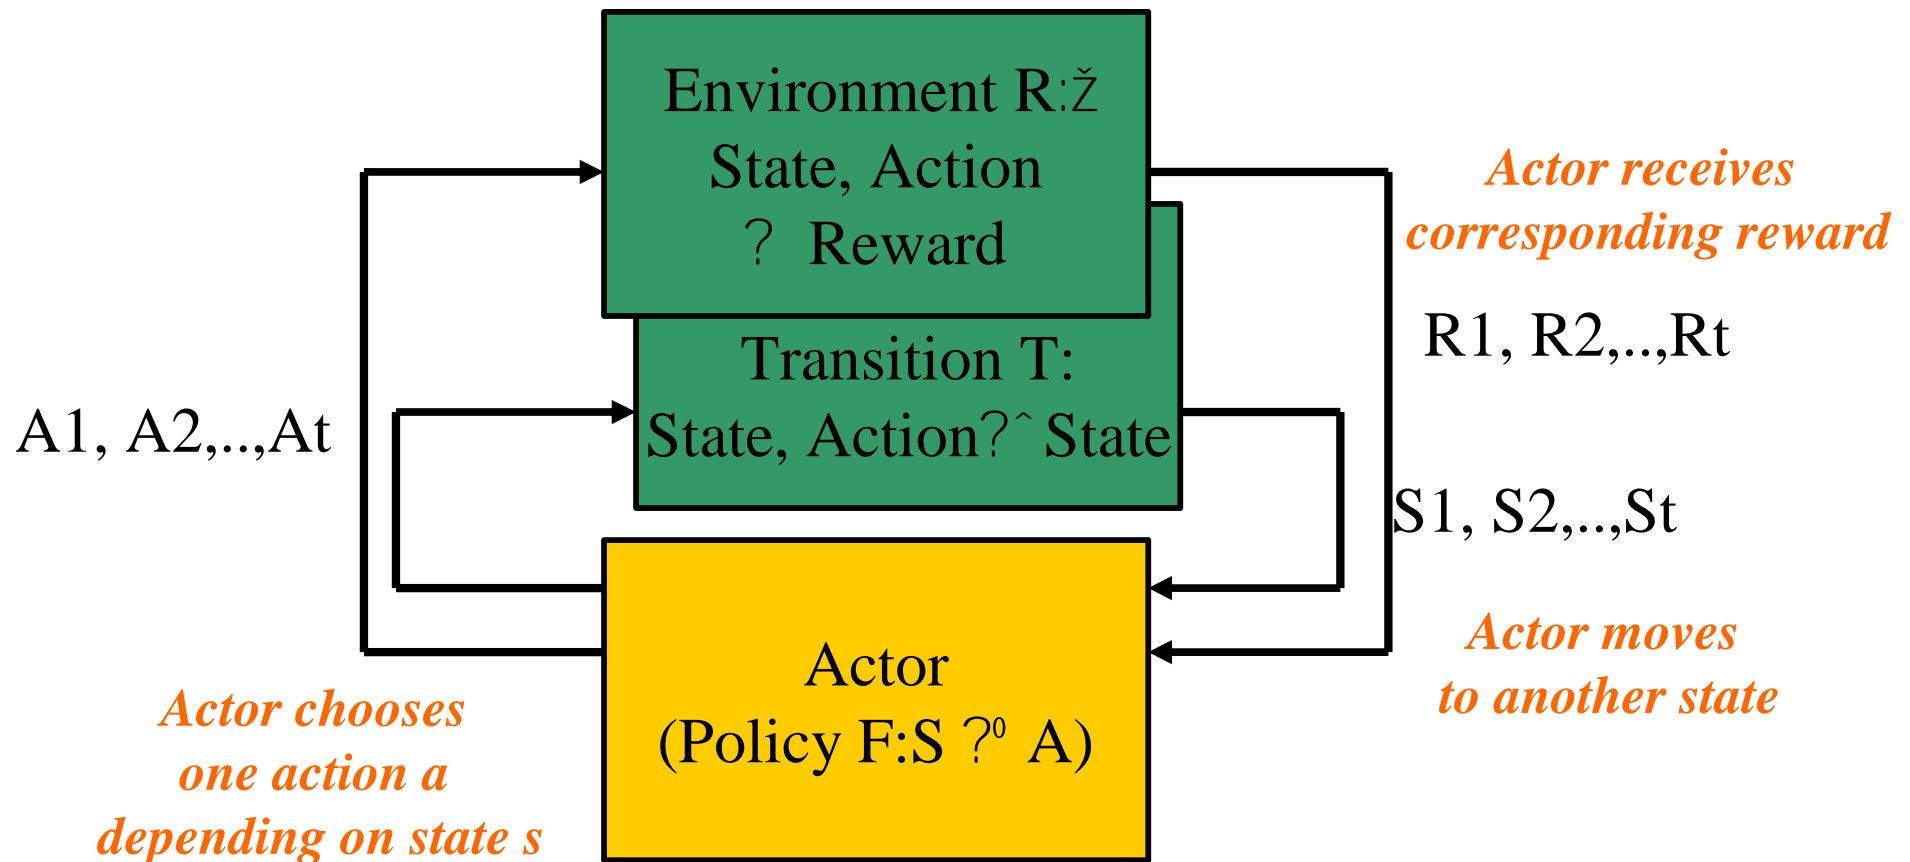 Environment R:Ž
State, Action
? Reward
Transition T:
State, Action?ˆ State
Actor
(Policy F:S ?⁰ A)
A1, A2,..,At
Actor chooses
one action a
depending on state s
Actor receives
corresponding reward
R1, R2,..,Rt
S1, S2,..,St
Actor moves
to another state